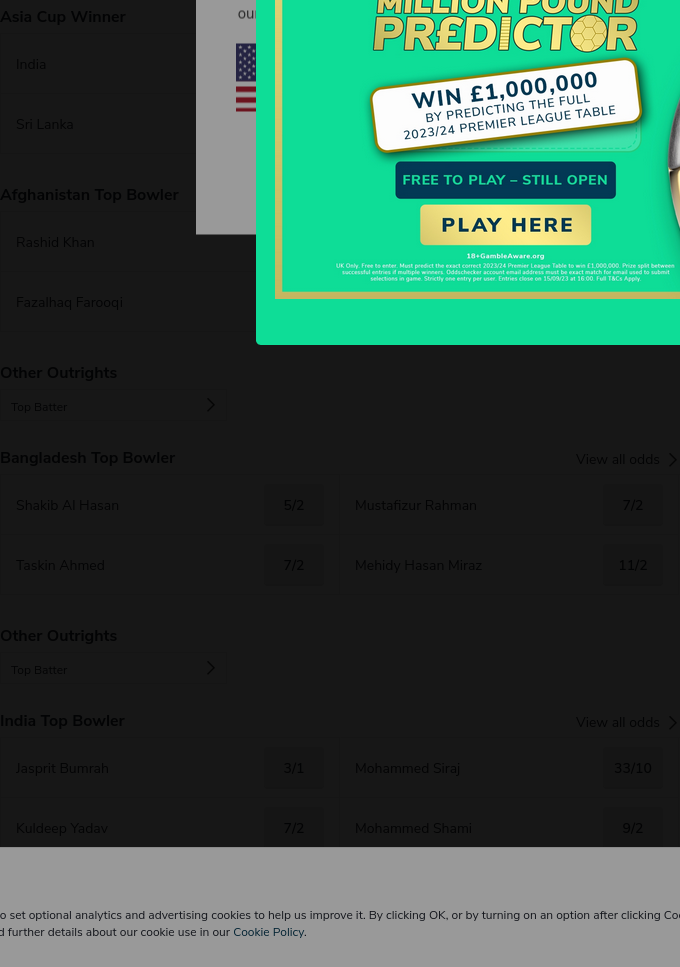 Asia Cup Winner
India
Sri Lanka
Afghanistan Top Bowler
Rashid Khan
Fazalhaq Farooqi
ou
MILLION POUND
PR£DICTOR
WIN £1,000,000
BY PREDICTING THE FULL
2023/24 PREMIER LEAGUE TABLE
FREE TO PLAY – STILL OPEN
PLAY HERE
18+GambleAware.org
UK Only. Free to enter. Must predict the exact correct 2023/24 Premier League Table to win £1,000,000. Prize split between
successful entries if multiple winners. Oddschecker account email address must be exact match for email used to submit
selections in game. Strictly one entry per user. Entries close on 15/09/23 at 16:00. Full T&Cs Apply.
Other Outrights
Top Batter
Bangladesh Top Bowler View all odds
Shakib Al Hasan 5/2 Mustafizur Rahman 7/2
Taskin Ahmed 7/2 Mehidy Hasan Miraz 11/2
Other Outrights
Top Batter
India Top Bowler View all odds
Jasprit Bumrah 3/1 Mohammed Siraj 33/10
Kuldeep Yadav 7/2 Mohammed Shami 9/2
o set optional analytics and advertising cookies to help us improve it. By clicking OK, or by turning on an option after clicking Co
d further details about our cookie use in our Cookie Policy.